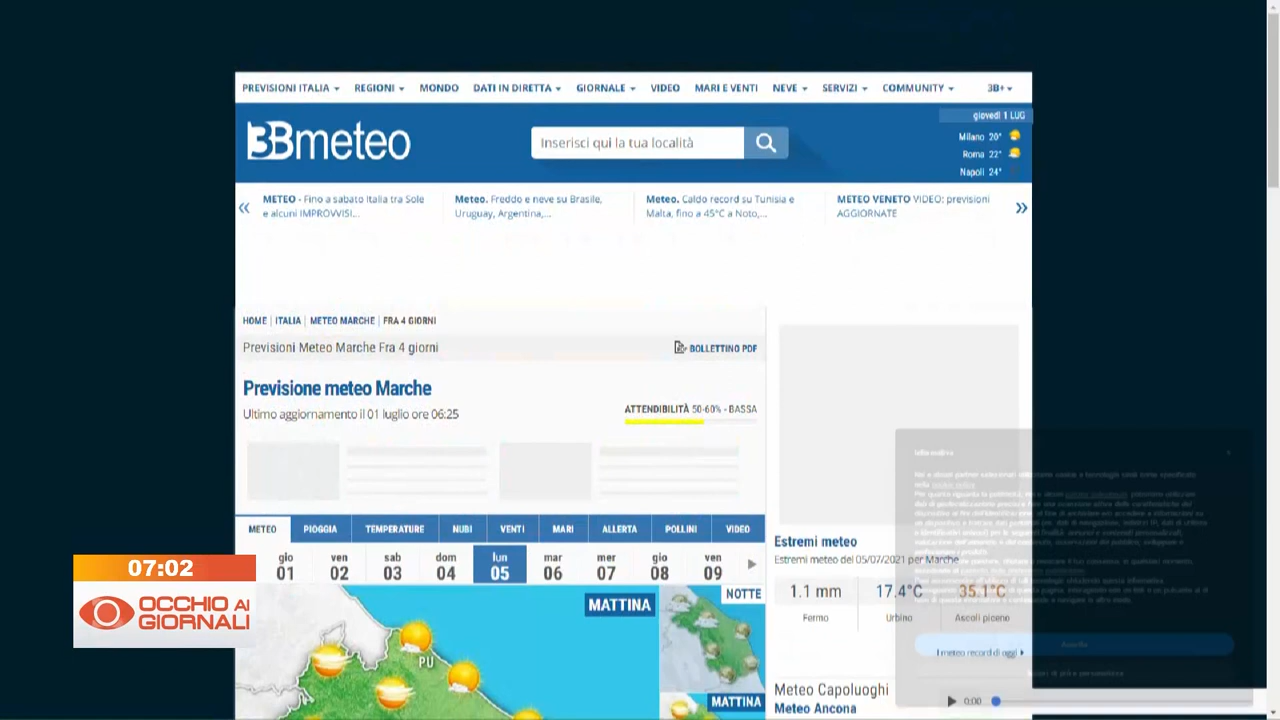 PREVISIONI ITALIA REGIONI MONDO DATI IN DIRETTA GIORNALE VIDEO MARI E VENTI NEVE SERVIZI COMMUNITY 3B+
giovedì 1 LUG
3Bmeteo
Inserisci qui la tua località
Milano 20°
Roma 22°
Napoli 24°
METEO - Fino a sabato Italia tra Sole
e alcuni IMPROVVISI...
Meteo. Freddo e neve su Brasile,
Uruguay, Argentina,...
Meteo. Caldo record su Tunisia e
Malta, fino a 45°C a Noto,...
METEO VENETO VIDEO: previsioni
AGGIORNATE
HOME ITALIA METEO MARCHE FRA 4 GIORNI
Previsioni Meteo Marche Fra 4 giorni
BOLLETTINO PDF
Previsione meteo Marche
Ultimo aggiornamento il 01 luglio ore 06:25
ATTENDIBILITÀ 50-60% - BASSA
METEO PIOGGIA TEMPERATURE NUBI VENTI MARI ALLERTA POLLINI VIDEO
gio ven sab dom lun mar mer gio ven
01 02 03 04 05 06 07 08 09
Estremi meteo
Estremi meteo del 05/07/2021 per Marche
1.1 mm 17.4°C 35.1°C
Fermo Urbino Ascoli piceno
I meteo record di oggi
Accetta
Scopri di più e personalizza
0:00
MATTINA
NOTTE
PU
MATTINA
Meteo Capoluoghi
Meteo Ancona
07:02
OCCHIO AI
GIORNALI